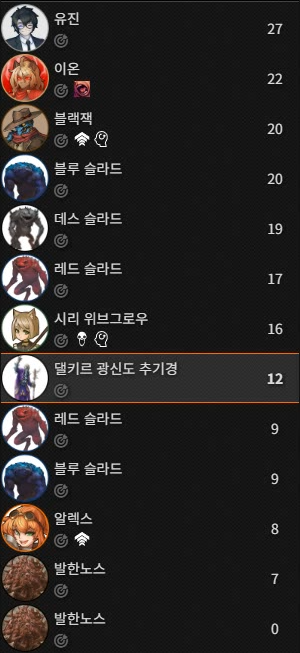 유진 27
이온 22
블랙잭 20
블루 슬라드 20
데스 슬라드 19
레드 슬라드 17
시리 위브그로우 16
댈키르 광신도 추기경 12
레드 슬라드 9
블루 슬라드 9
알렉스 8
발한노스 7
발한노스 0